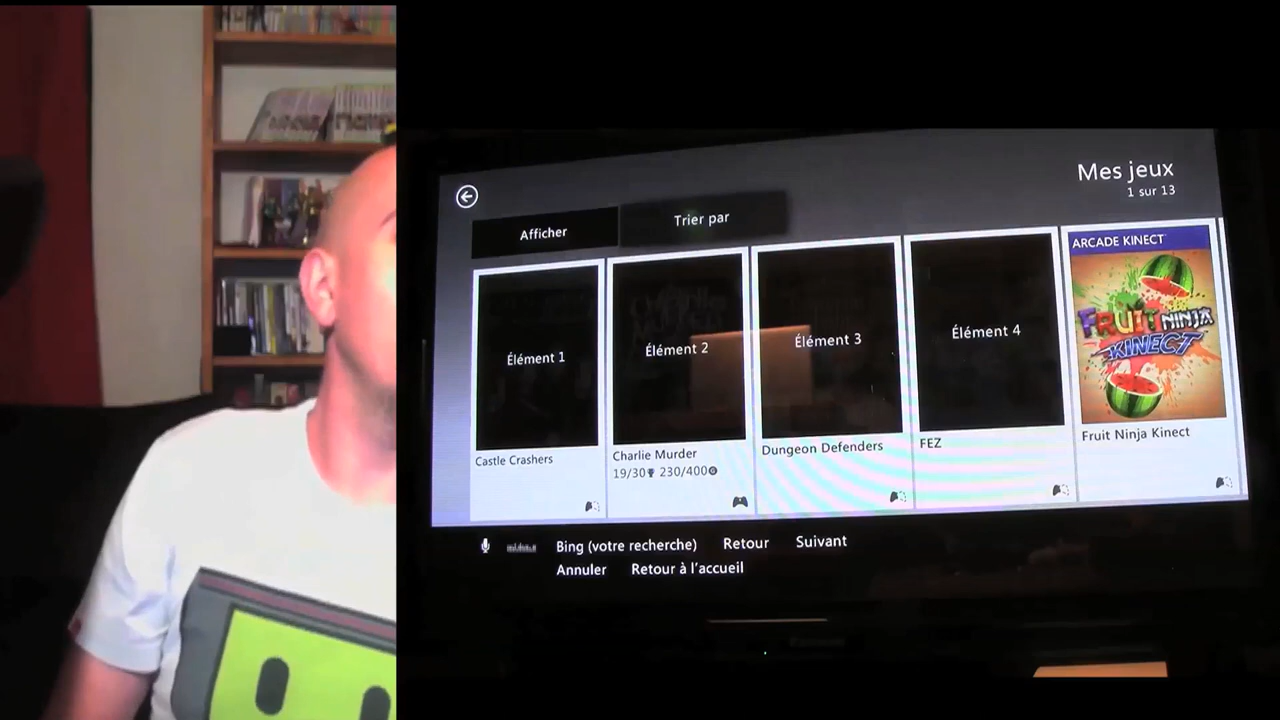 Mes jeux
1 sur 13
Afficher
Trier par
Élément 1
Élément 2
Élément 3
Élément 4
ARCADE KINECT
FRUIT NINJA
KINECT
Castle Crashers
Charlie Murder
19/30 230/400G
Dungeon Defenders
FEZ
Fruit Ninja Kinect
Bing (votre recherche) Retour Suivant
Annuler Retour à l'accueil